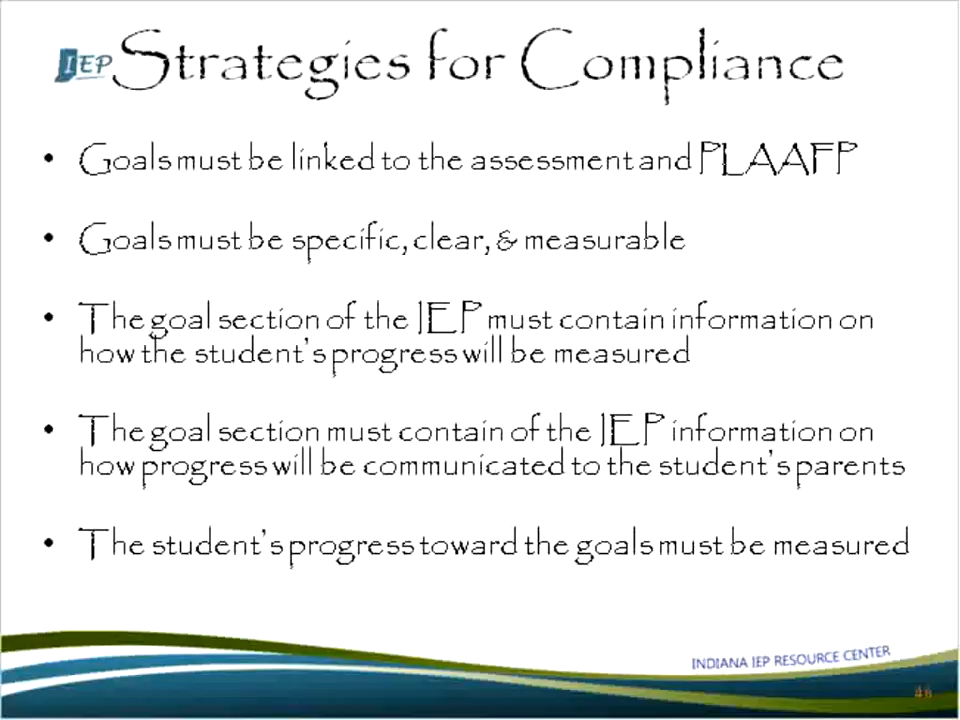 IEP Strategies for Compliance
• Goals must be linked to the assessment and PLAAFP
• Goals must be specific, clear, & measurable
• The goal section of the IEP must contain information on
how the student's progress will be measured
• The goal section must contain of the IEP information on
how progress will be communicated to the student's parents
• The student's progress toward the goals must be measured
INDIANA IEP RESOURCE CENTER